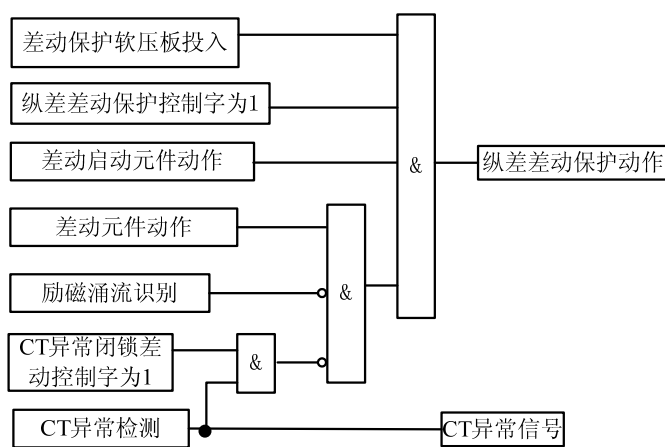 差动保护软压板投入
纵差差动保护控制字为1
差动启动元件动作
&
纵差差动保护动作
差动元件动作
励磁涌流识别
&
CT异常闭锁差
动控制字为1
&
CT异常检测
CT异常信号